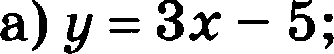 а) y = 3x − 5;